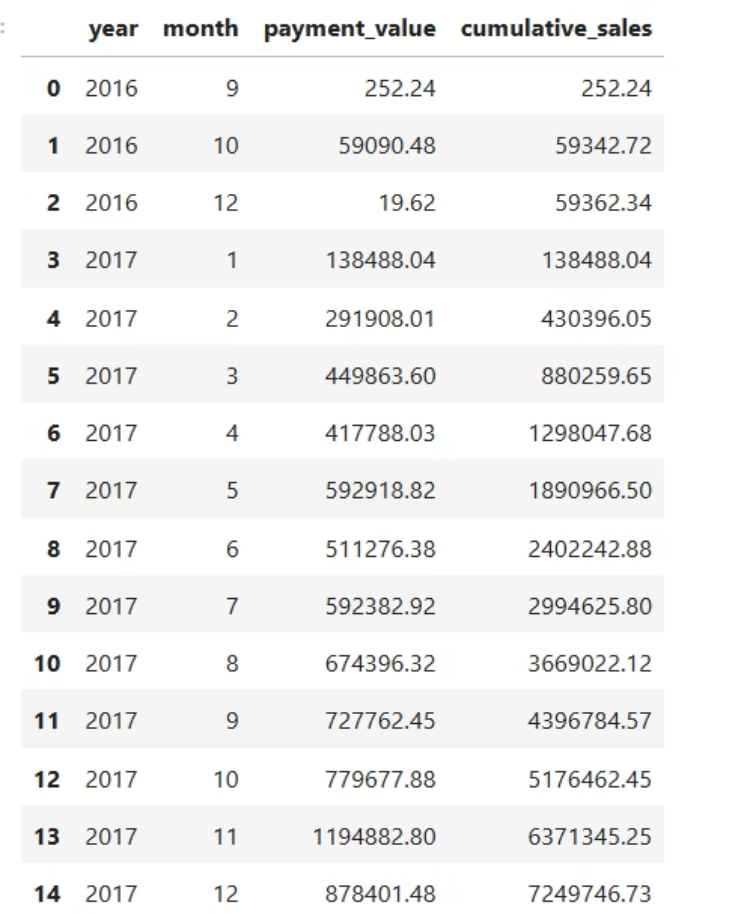 year month payment_value cumulative_sales
0 2016 9 252.24 252.24
1 2016 10 59090.48 59342.72
2 2016 12 19.62 59362.34
3 2017 1 138488.04 138488.04
4 2017 2 291908.01 430396.05
5 2017 3 449863.60 880259.65
6 2017 4 417788.03 1298047.68
7 2017 5 592918.82 1890966.50
8 2017 6 511276.38 2402242.88
9 2017 7 592382.92 2994625.80
10 2017 8 674396.32 3669022.12
11 2017 9 727762.45 4396784.57
12 2017 10 779677.88 5176462.45
13 2017 11 1194882.80 6371345.25
14 2017 12 878401.48 7249746.73